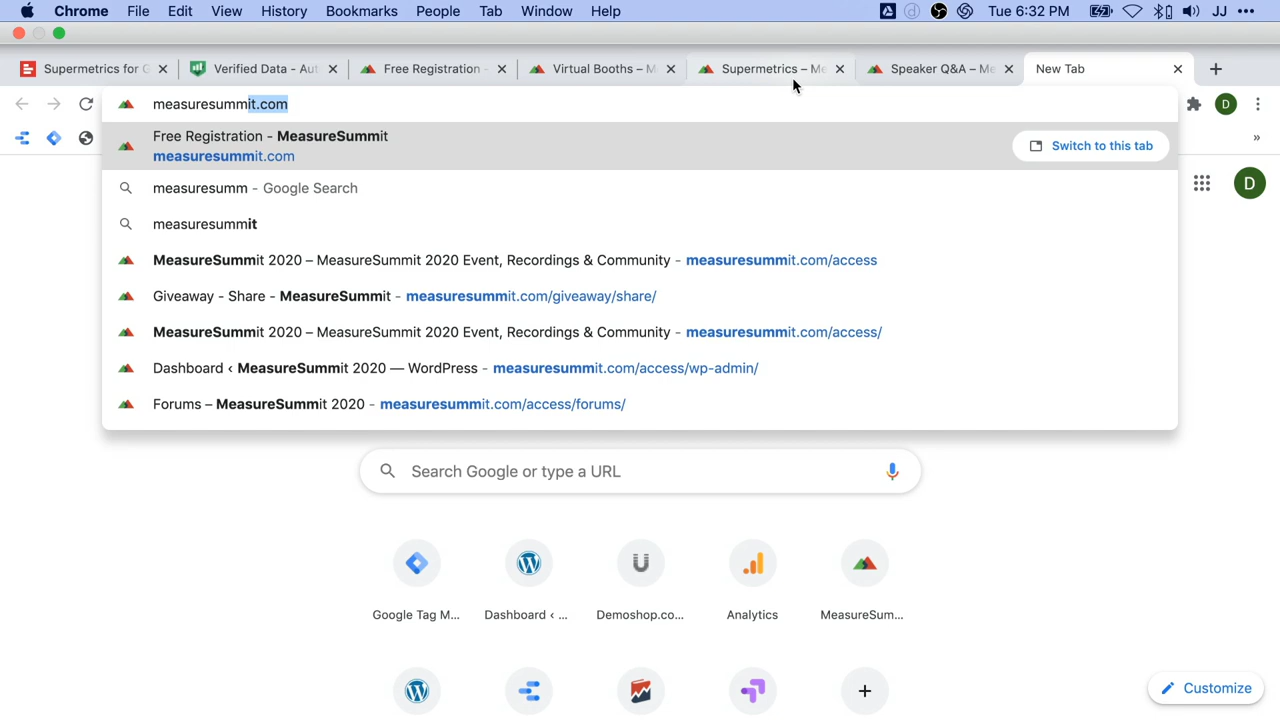 Chrome File Edit View History Bookmarks People Tab Window Help Tue 6:32 PM JJ
Supermetrics for G Verified Data - Aut Free Registration - Virtual Booths – M Supermetrics – Me Speaker Q&A – Me New Tab
measuresummit.com D
Free Registration - MeasureSummit
measuresummit.com
Switch to this tab
measuresumm - Google Search D
measuresummit
MeasureSummit 2020 – MeasureSummit 2020 Event, Recordings & Community - measuresummit.com/access
Giveaway - Share - MeasureSummit - measuresummit.com/giveaway/share/
MeasureSummit 2020 – MeasureSummit 2020 Event, Recordings & Community - measuresummit.com/access/
Dashboard ‹ MeasureSummit 2020 — WordPress - measuresummit.com/access/wp-admin/
Forums – MeasureSummit 2020 - measuresummit.com/access/forums/
Search Google or type a URL
Google Tag M... Dashboard ‹ ... Demoshop.co... Analytics MeasureSum...
Customize